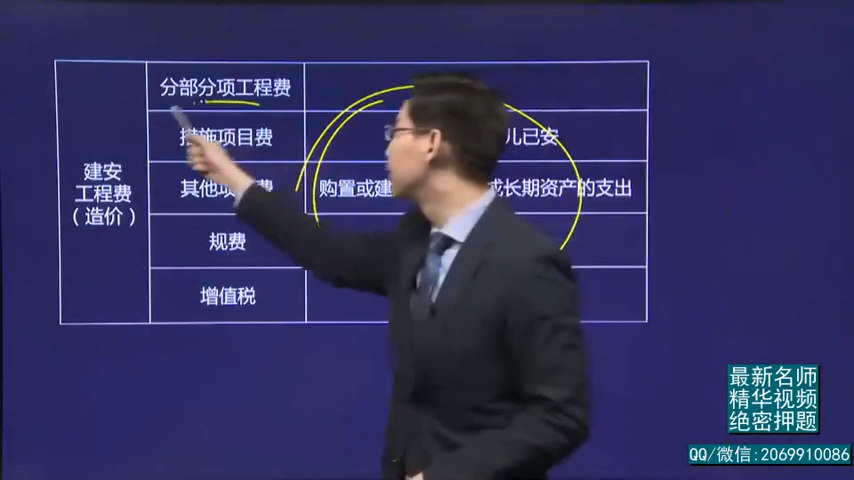 分部分项工程费
措施项目费
儿已安
建安
工程费
（造价）
其他项 费
购置或建 成长期资产的支出
规费
增值税
最新名师
精华视频
绝密押题
QQ/微信:2069910086